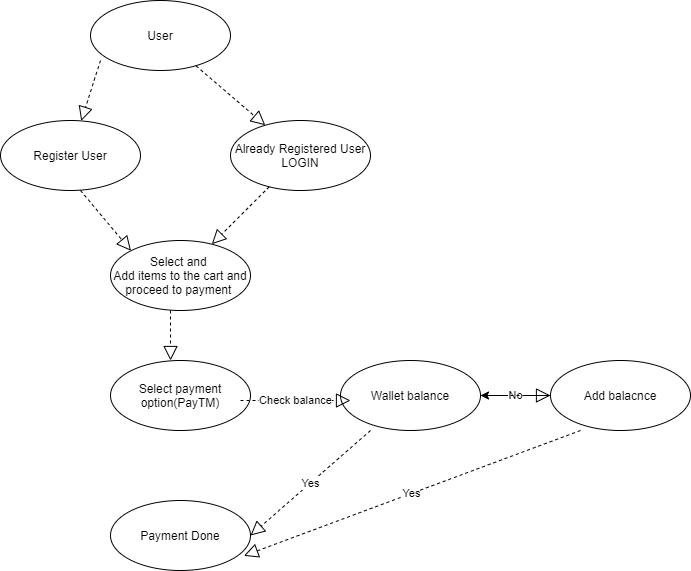 User
Register User
Already Registered User
LOGIN
Select and
Add items to the cart and
proceed to payment
Select payment
option(PayTM)
Check balance
Wallet balance
No
Add balacnce
Yes
Yes
Payment Done